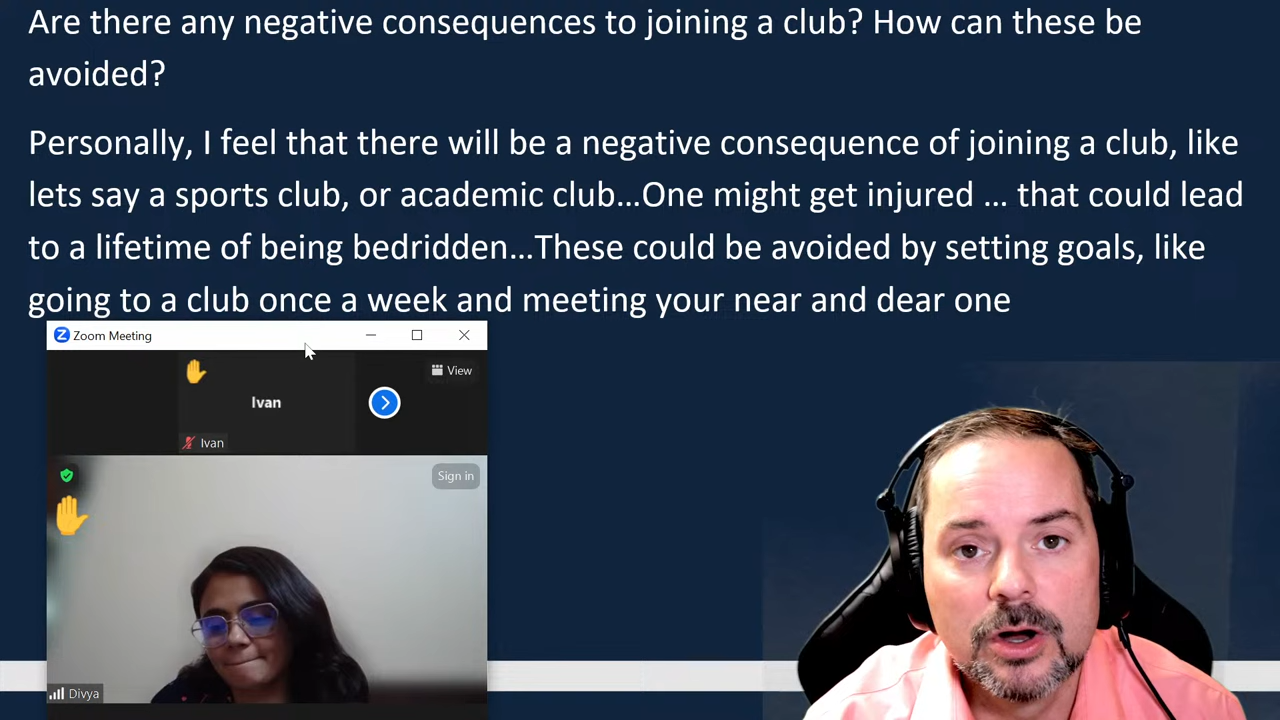 Are there any negative consequences to joining a club? How can these be
avoided?
Personally, I feel that there will be a negative consequence of joining a club, like
lets say a sports club, or academic club...One might get injured ... that could lead
to a lifetime of being bedridden...These could be avoided by setting goals, like
going to a club once a week and meeting your near and dear one
Zoom Meeting
View
Ivan
Ivan
Sign in
Divya